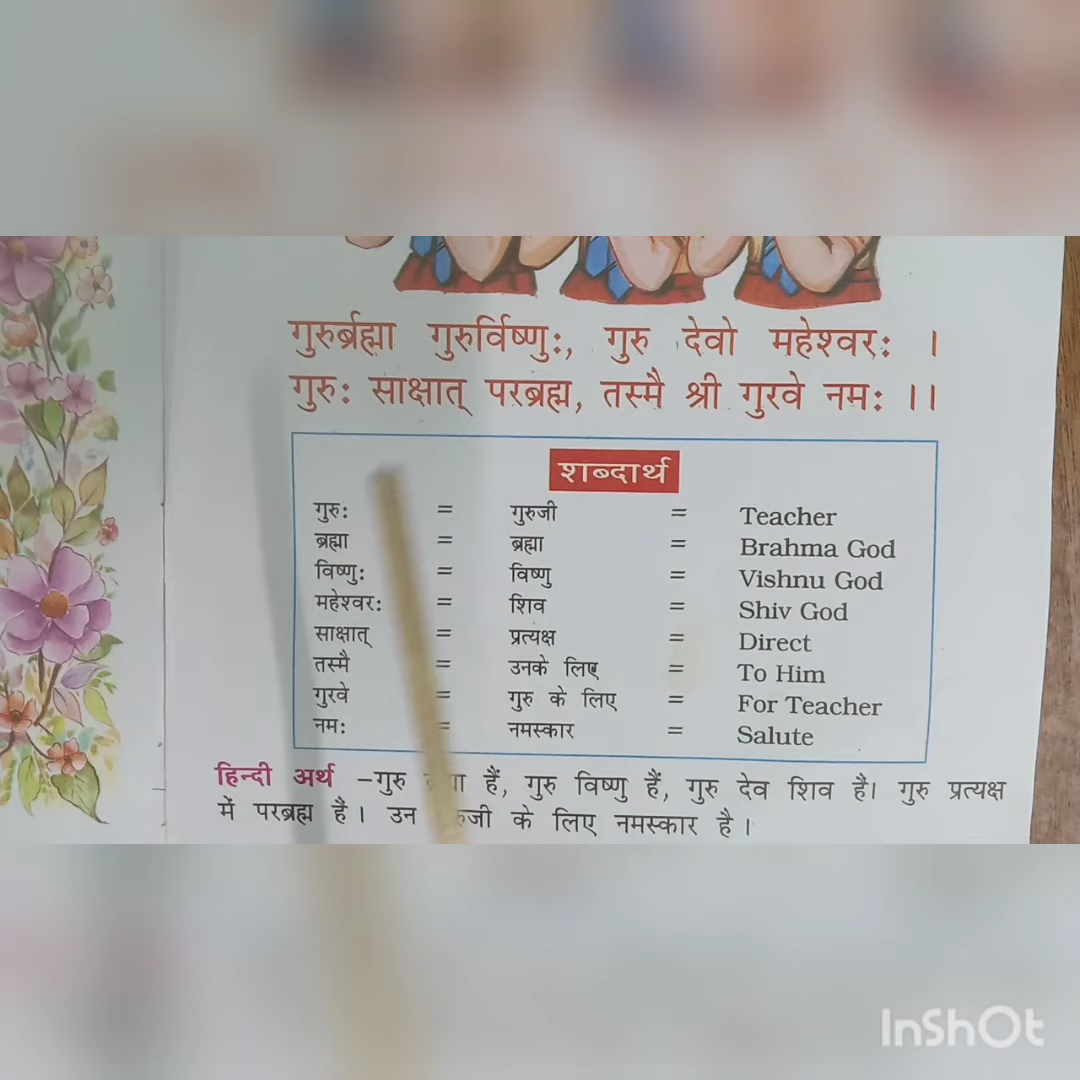 गुरुर्ब्रह्मा गुरुर्विष्णुः, गुरु देवो महेश्वरः ।
गुरुः साक्षात् परब्रह्म, तस्मै श्री गुरवे नमः ।।
शब्दार्थ
गुरुः = गुरुजी = Teacher
ब्रह्मा = ब्रह्मा = Brahma God
विष्णुः = विष्णु = Vishnu God
महेश्वरः = शिव = Shiv God
साक्षात् = प्रत्यक्ष = Direct
तस्मै = उनके लिए = To Him
गुरवे = गुरु के लिए = For Teacher
नमः = नमस्कार = Salute
हिन्दी अर्थ –गुरु हैं, गुरु विष्णु हैं, गुरु देव शिव हैं। गुरु प्रत्यक्ष
में परब्रह्म हैं। उन के लिए नमस्कार है।
InShOt